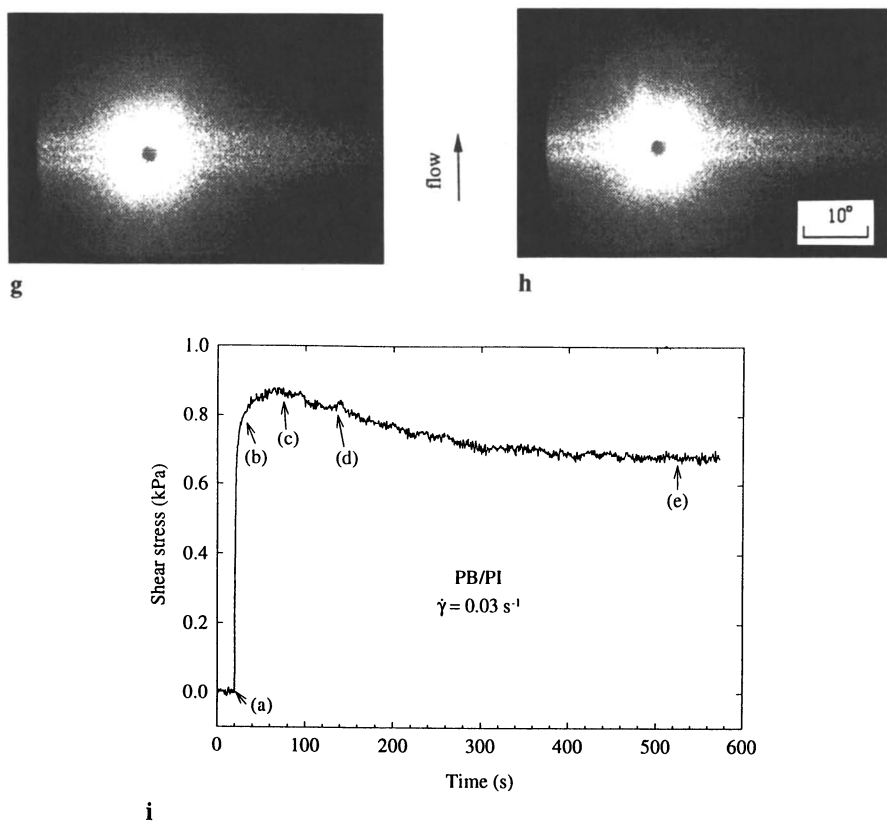 flow
10°
g
h
1.0
0.8
0.6
0.4
0.2
0.0
Shear stress (kPa)
(a)
(b)
(c)
(d)
(e)
PB/PI
γ̇ = 0.03 s⁻¹
0
100
200
300
400
500
600
Time (s)
i